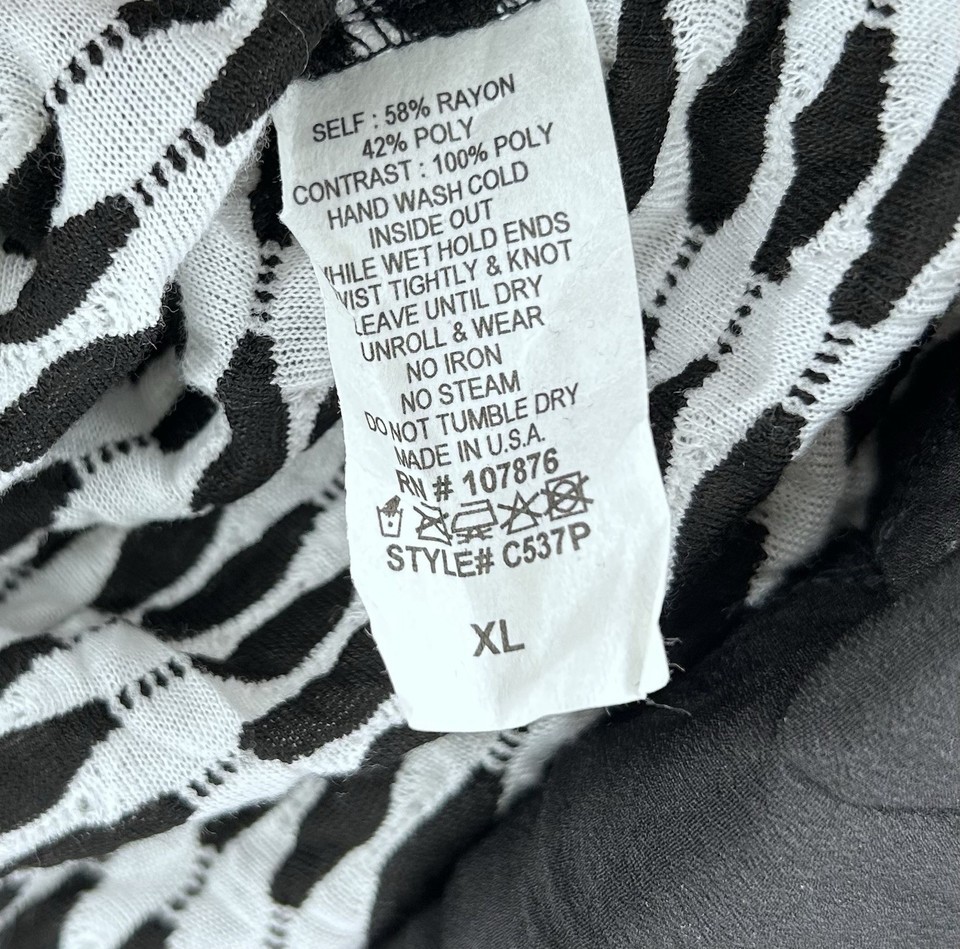 SELF : 58% RAYON
42% POLY
CONTRAST : 100% POLY
HAND WASH COLD
INSIDE OUT
HILE WET HOLD ENDS
IST TIGHTLY & KNOT
LEAVE UNTIL DRY
UNROLL & WEAR
NO IRON
NO STEAM
DO NOT TUMBLE DRY
MADE IN U.S.A.
RN # 107876
STYLE# C537P
XL